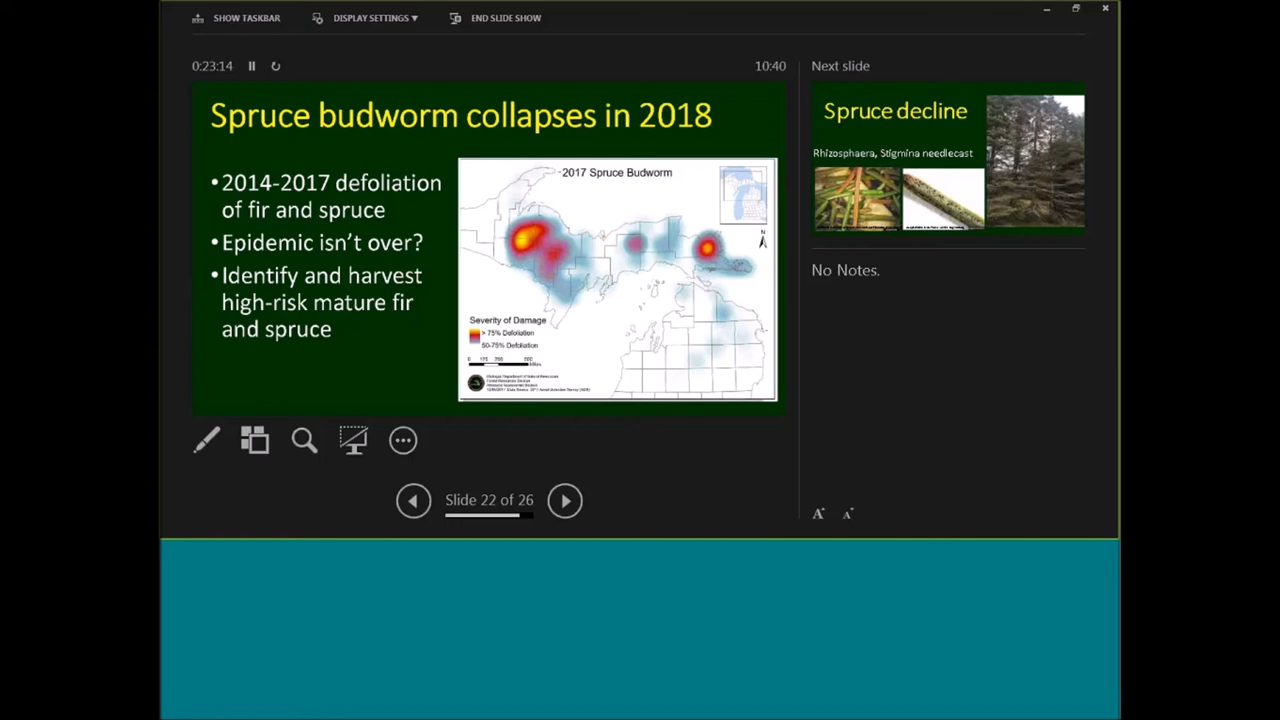 SHOW TASKBAR
DISPLAY SETTINGS ▼
END SLIDE SHOW
0:23:14
10:40
Next slide
Spruce budworm collapses in 2018
•2014-2017 defoliation
of fir and spruce
•Epidemic isn't over?
•Identify and harvest
high-risk mature fir
and spruce
2017 Spruce Budworm
N
Severity of Damage
> 75% Defoliation
50-75% Defoliation
Spruce decline
Rhizosphaera, Stigmina needlecast
No Notes.
Slide 22 of 26
A
A